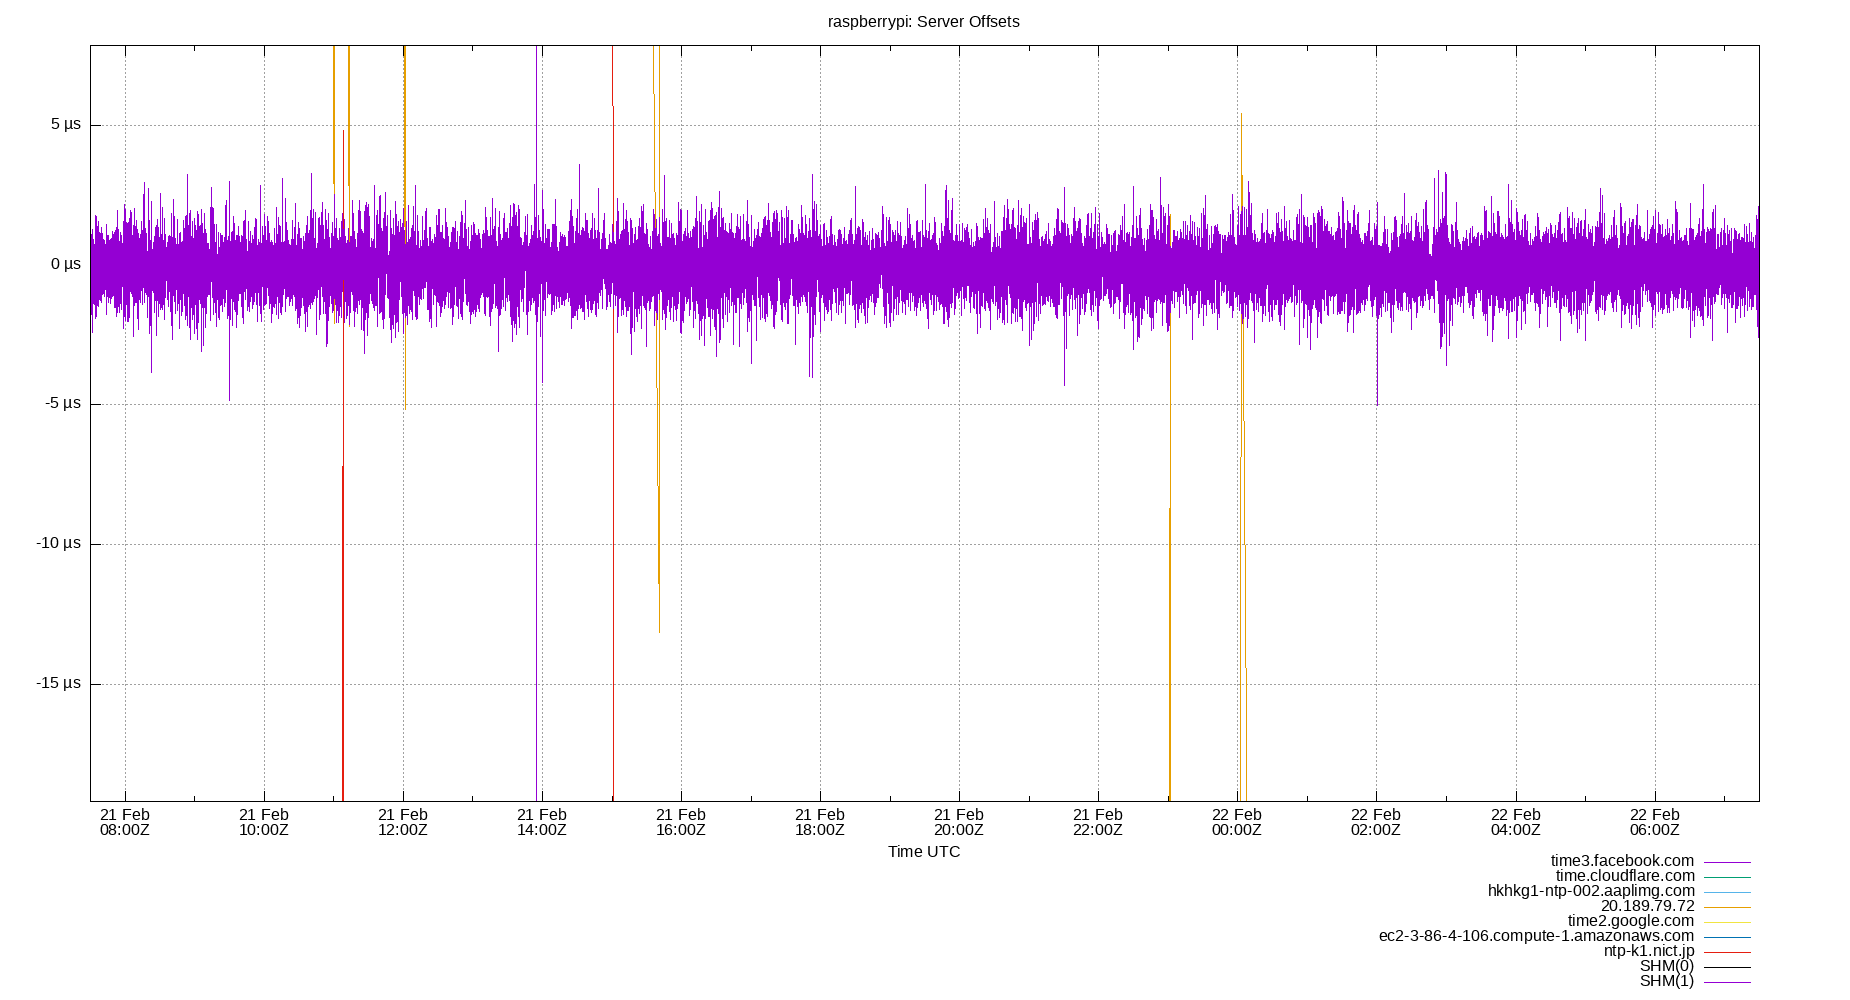 raspberrypi: Server Offsets
5 µs
0 µs
-5 µs
-10 µs
-15 µs
21 Feb 21 Feb 21 Feb 21 Feb 21 Feb 21 Feb 21 Feb 21 Feb 22 Feb 22 Feb 22 Feb 22 Feb
08:00Z 10:00Z 12:00Z 14:00Z 16:00Z 18:00Z 20:00Z 22:00Z 00:00Z 02:00Z 04:00Z 06:00Z
Time UTC
time3.facebook.com
time.cloudflare.com
hkhkg1-ntp-002.aaplimg.com
20.189.79.72
time2.google.com
ec2-3-86-4-106.compute-1.amazonaws.com
ntp-k1.nict.jp
SHM(0)
SHM(1)